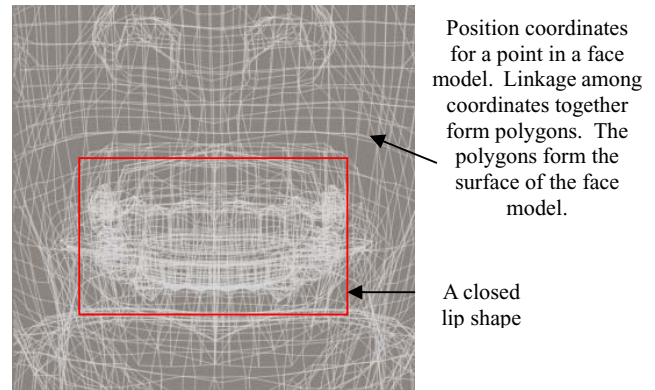 Position coordinates
for a point in a face
model. Linkage among
coordinates together
form polygons. The
polygons form the
surface of the face
model.
A closed
lip shape